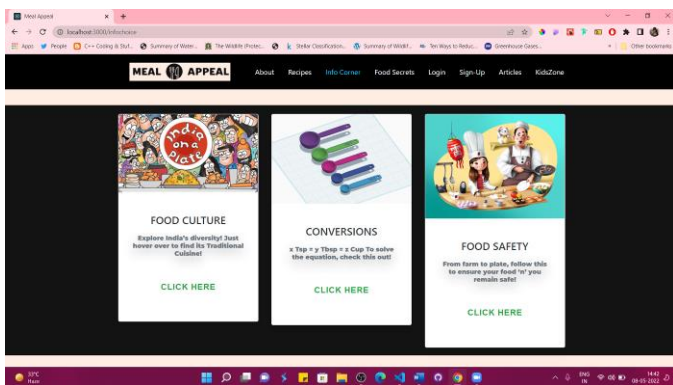 Meal Appeal
localhost:3000/infochoice
Apps People C++ Coding & Stuf... Summary of Water... The Wildlife (Protec... Stellar Classification... Summary of Wildlif... Ten Ways to Reduc... Greenhouse Gases... Other bookmarks
MEAL APPEAL About Recipes Info Corner Food Secrets Login Sign-Up Articles KidsZone
India
on a
Plate
FOOD CULTURE
Explore India's diversity! Just
hover over to find its Traditional
Cuisine!
CLICK HERE
CONVERSIONS
x Tsp = y Tbsp = z Cup To solve
the equation, check this out!
CLICK HERE
FOOD SAFETY
From farm to plate, follow this
to ensure your food 'n' you
remain safe!
CLICK HERE
33°C
Haze
ENG
IN
14:47
08-05-2022